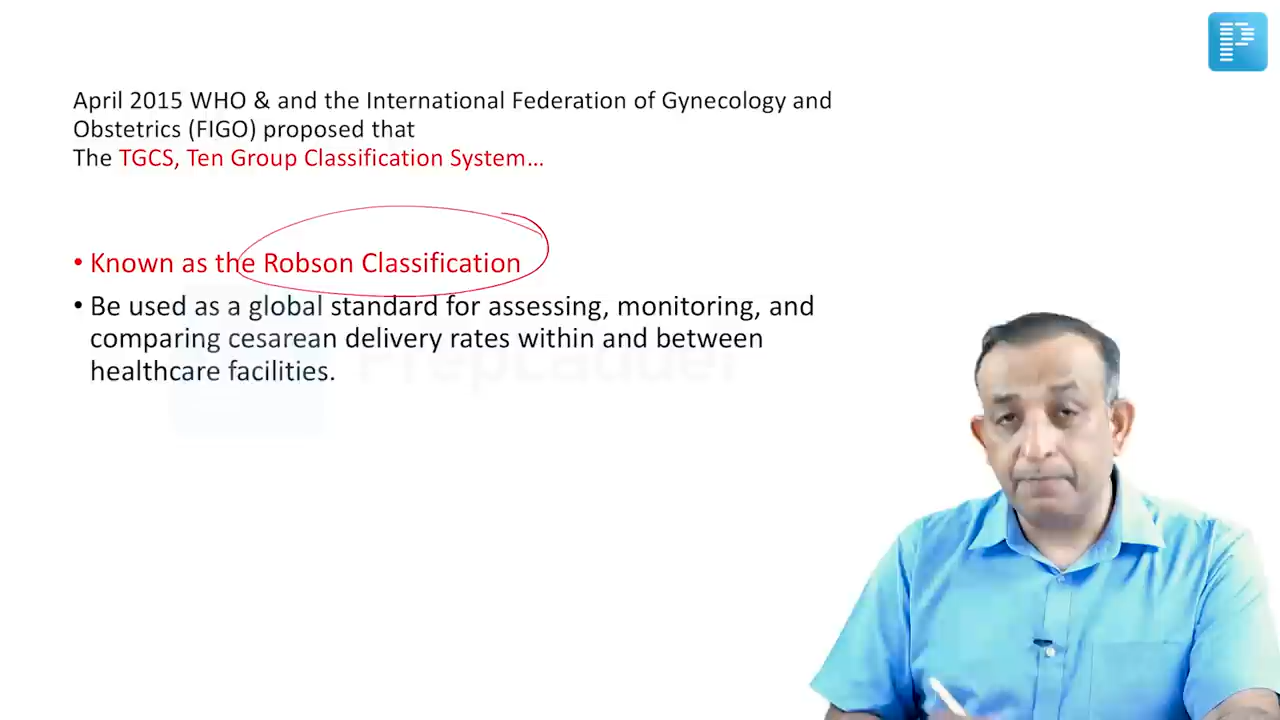 April 2015 WHO & and the International Federation of Gynecology and
Obstetrics (FIGO) proposed that
The TGCS, Ten Group Classification System…
• Known as the Robson Classification
• Be used as a global standard for assessing, monitoring, and
comparing cesarean delivery rates within and between
healthcare facilities.
PrepLadder
P